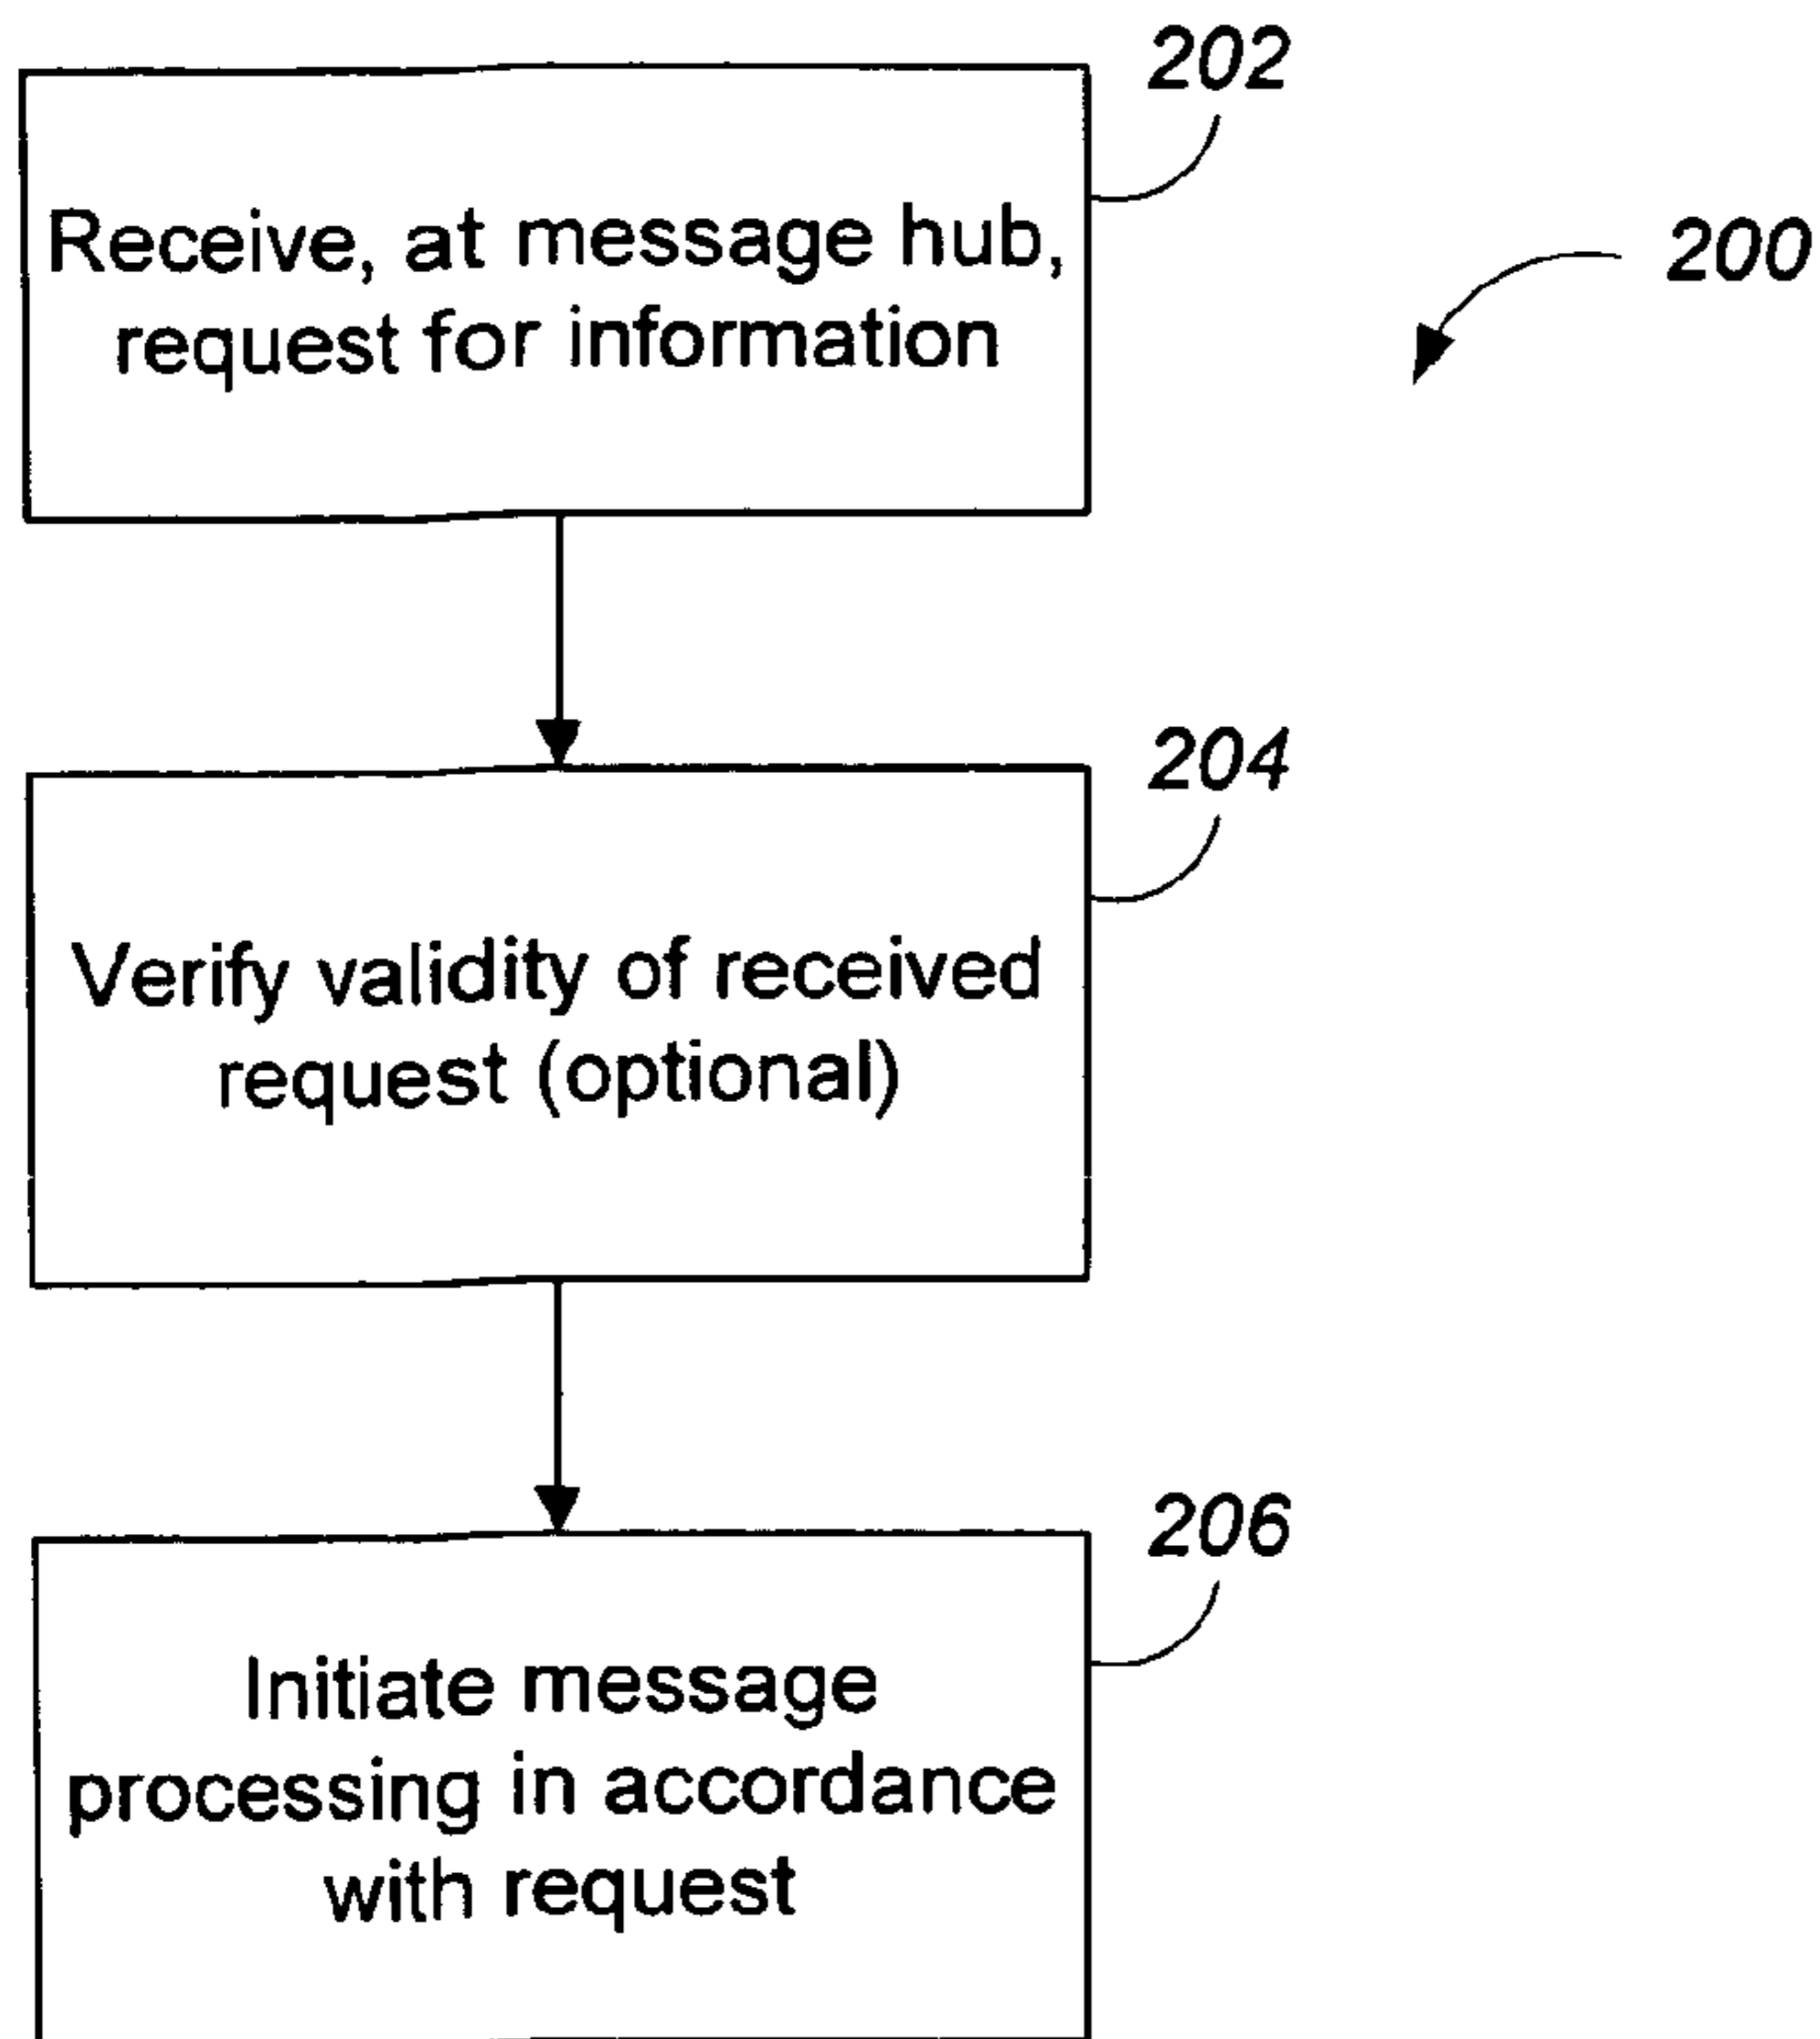 202
Receive, at message hub,
request for information
200
204
Verify validity of received
request (optional)
206
Initiate message
processing in accordance
with request